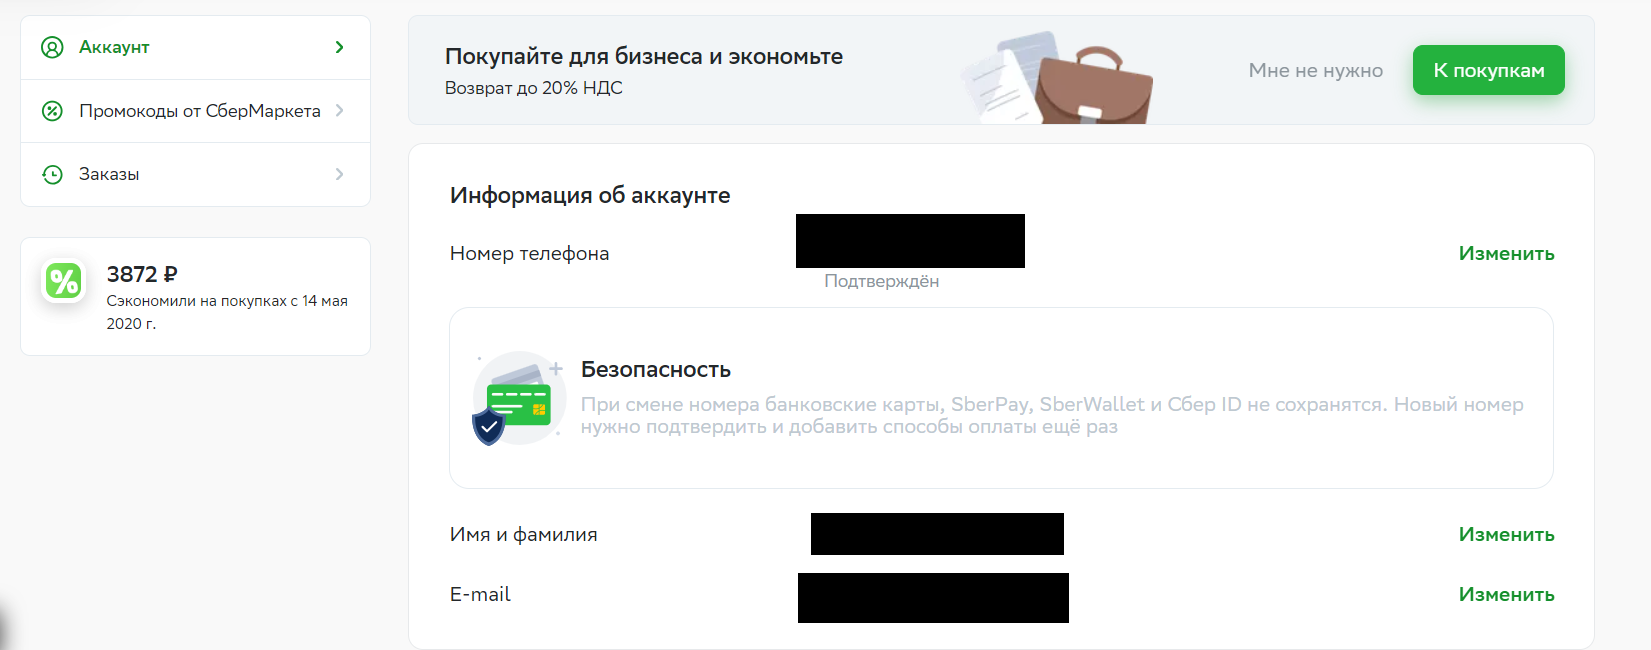 Аккаунт
Промокоды от СберМаркета
Заказы
3872 ₽
Сэкономили на покупках с 14 мая
2020 г.
Покупайте для бизнеса и экономьте
Возврат до 20% НДС
Мне не нужно
К покупкам
Информация об аккаунте
Номер телефона
Изменить
Подтверждён
Безопасность
При смене номера банковские карты, SberPay, SberWallet и Сбер ID не сохранятся. Новый номер
нужно подтвердить и добавить способы оплаты ещё раз
Имя и фамилия
Изменить
E-mail
Изменить